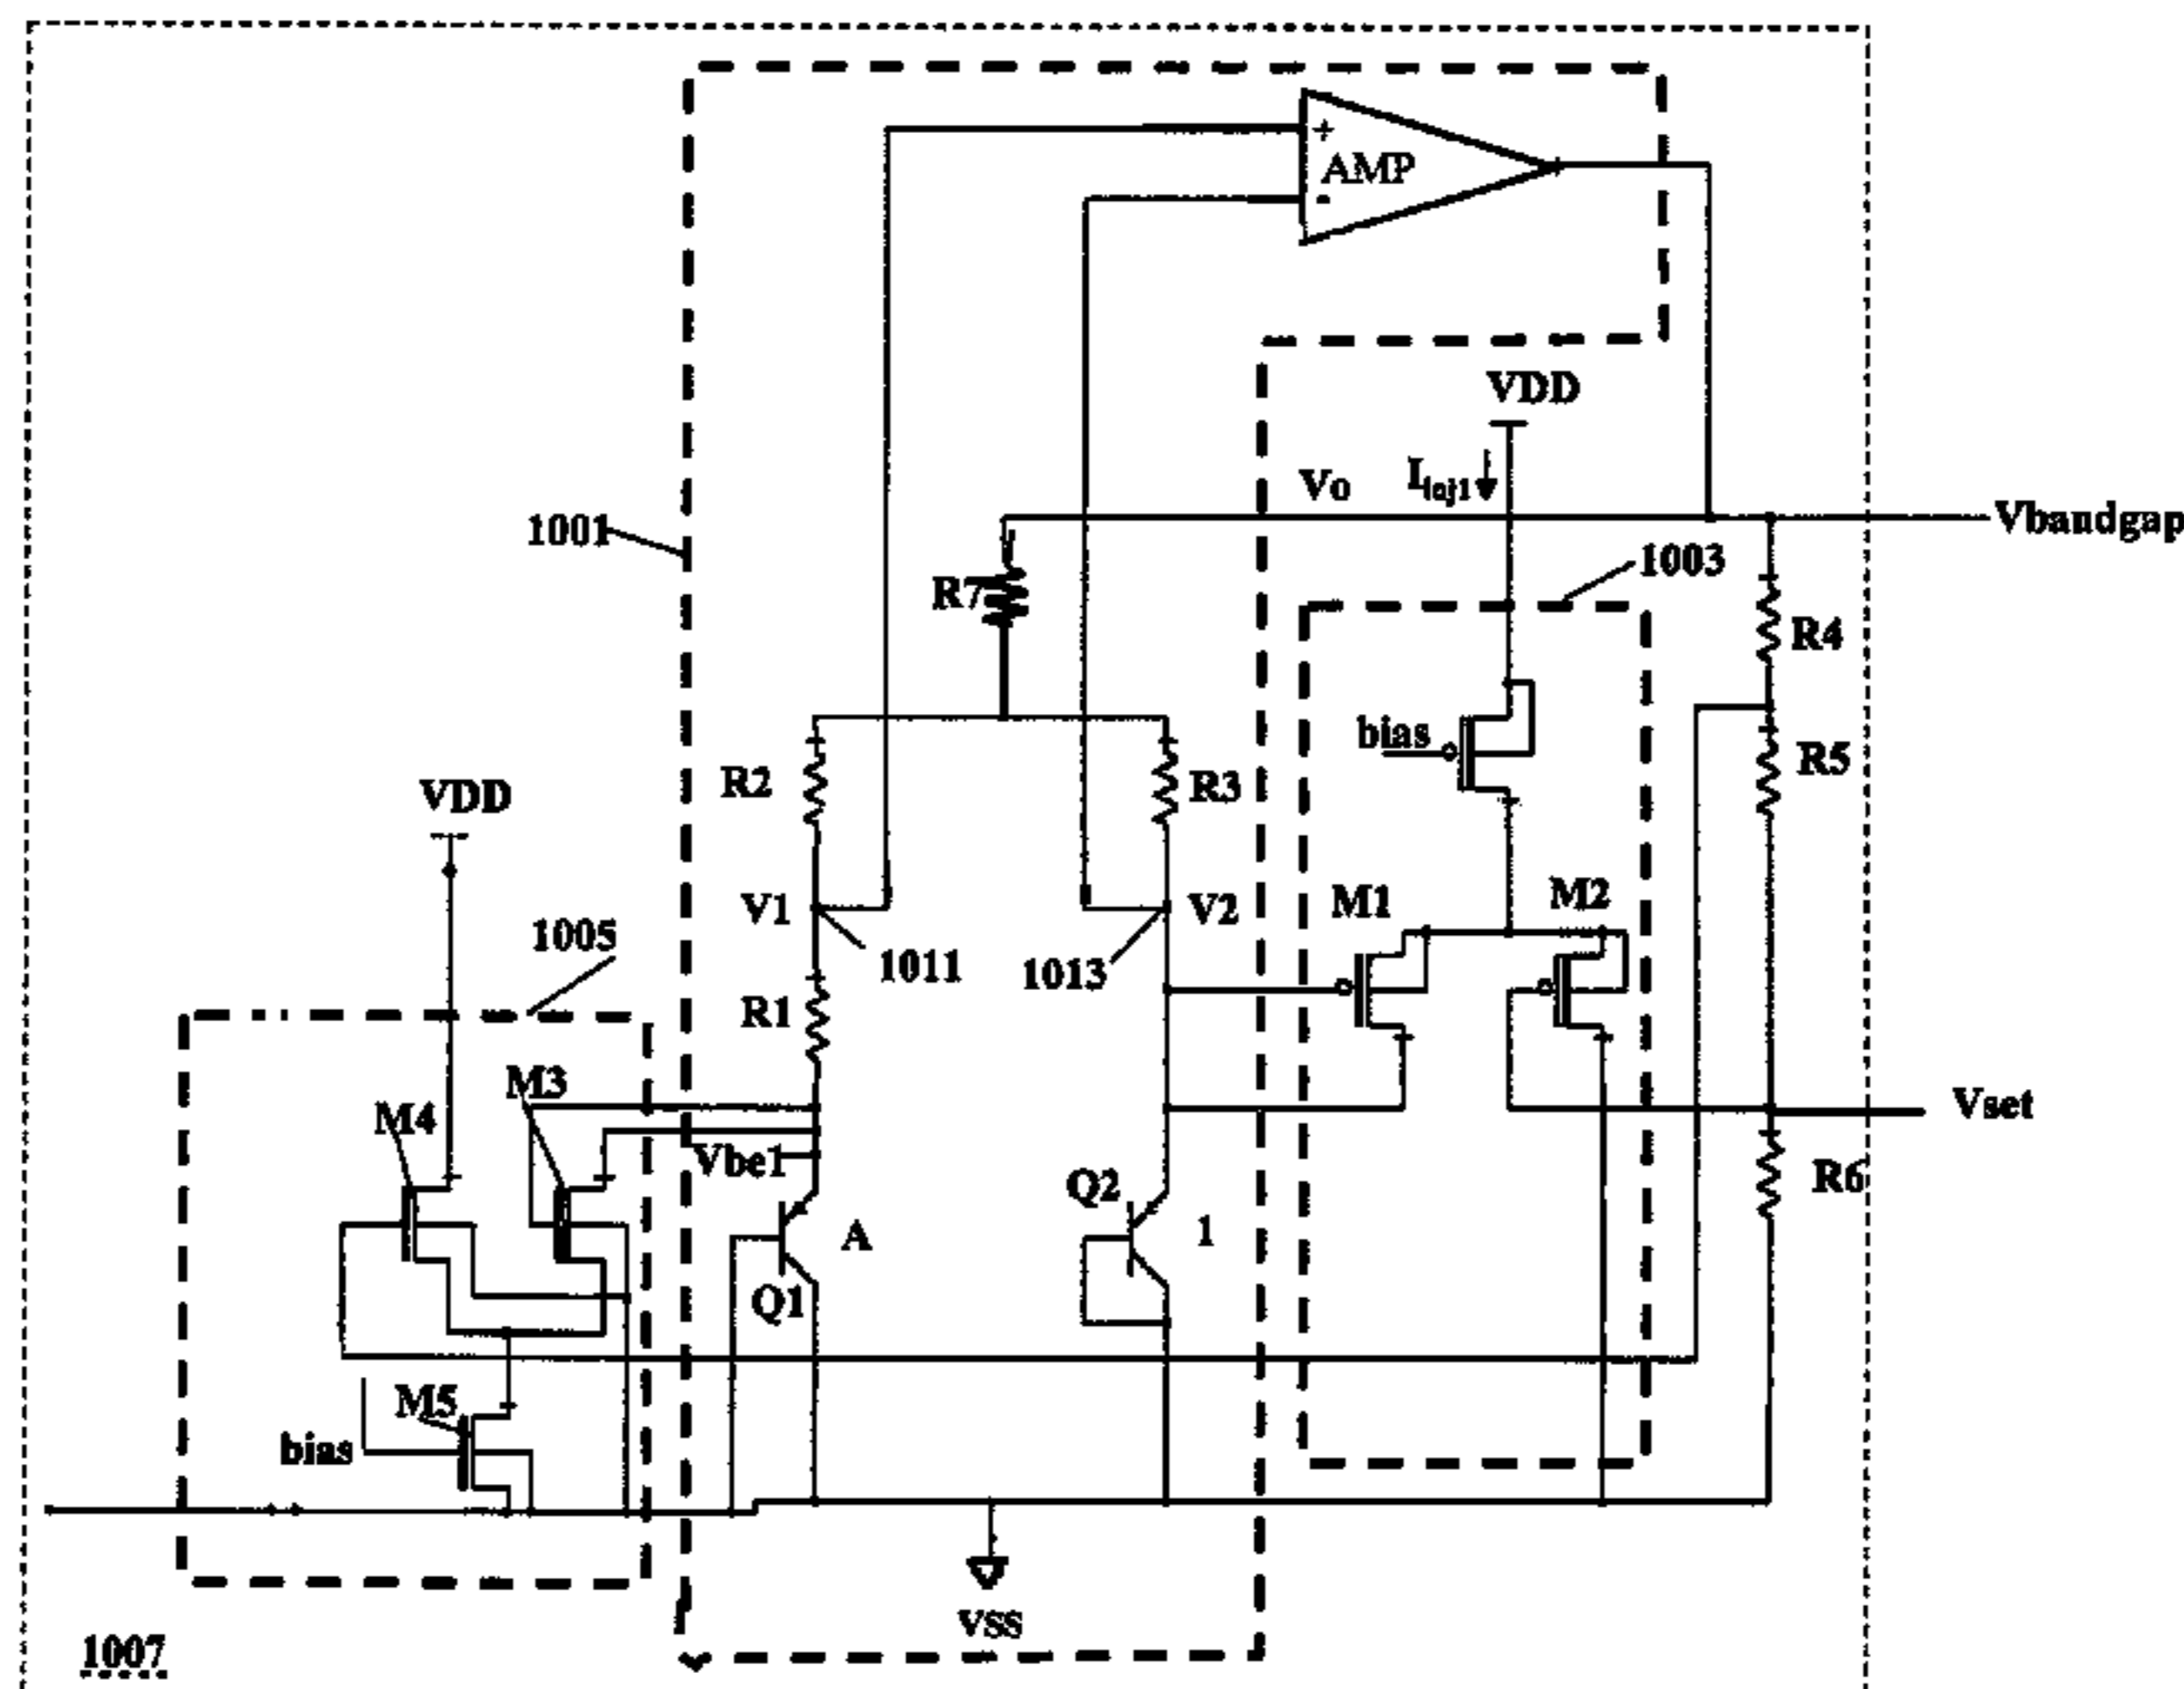 +
AMP
-
VDD
Vo
Vbandgap
1001
1003
R7
R4
bias
R5
R2
R3
VDD
M1
M2
V1
V2
1005
1011
1013
R1
M3
M4
Vbe1
Vset
Q2
R6
A
1
Q1
M5
bias
VSS
1007